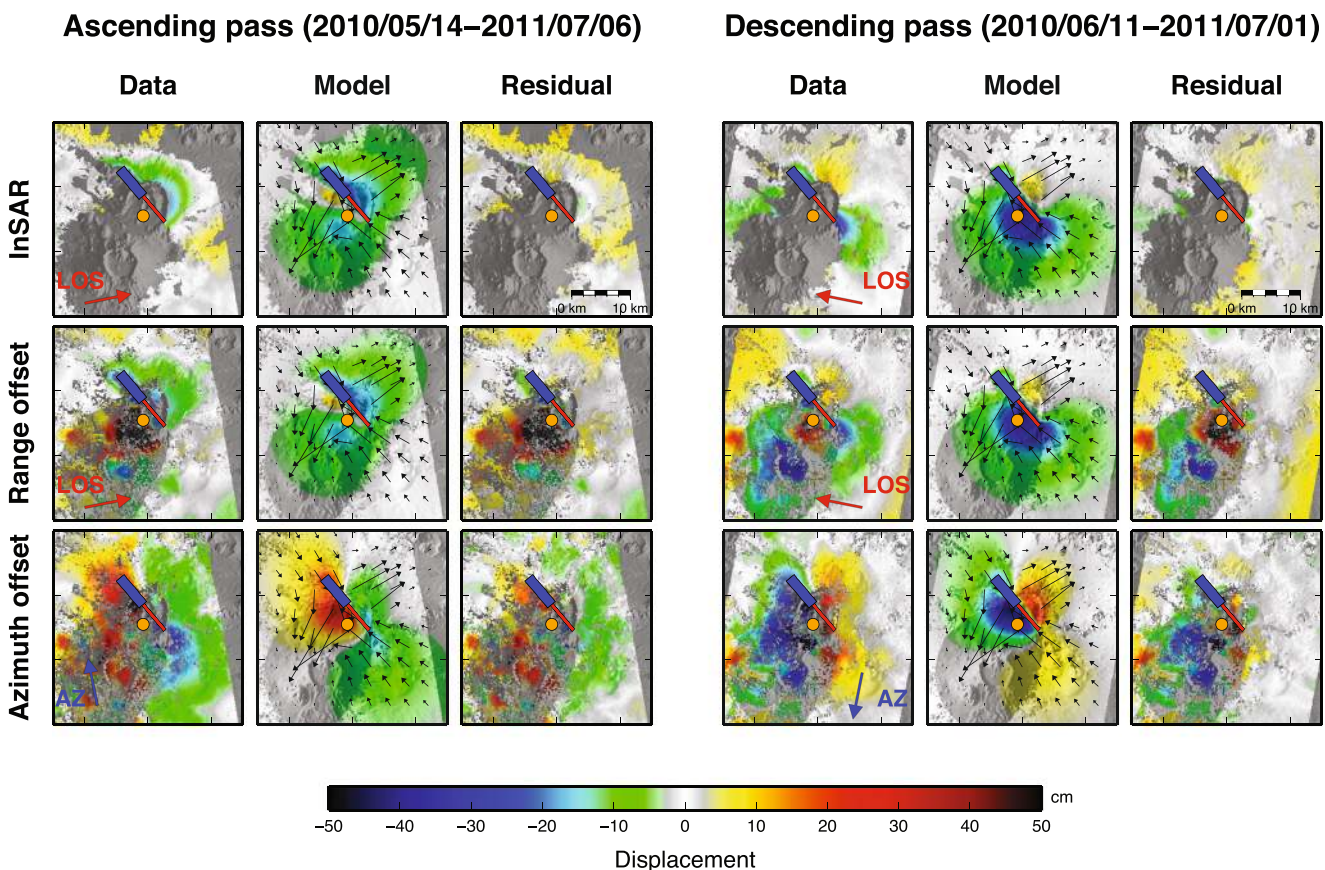 Ascending pass (2010/05/14−2011/07/06)
Descending pass (2010/06/11−2011/07/01)
Data
Model
Residual
Data
Model
Residual
InSAR
LOS
0 km
10 km
LOS
0 km
10 km
Range offset
LOS
LOS
Azimuth offset
AZ
AZ
−50
−40
−30
−20
−10
0
10
20
30
40
50
cm
Displacement